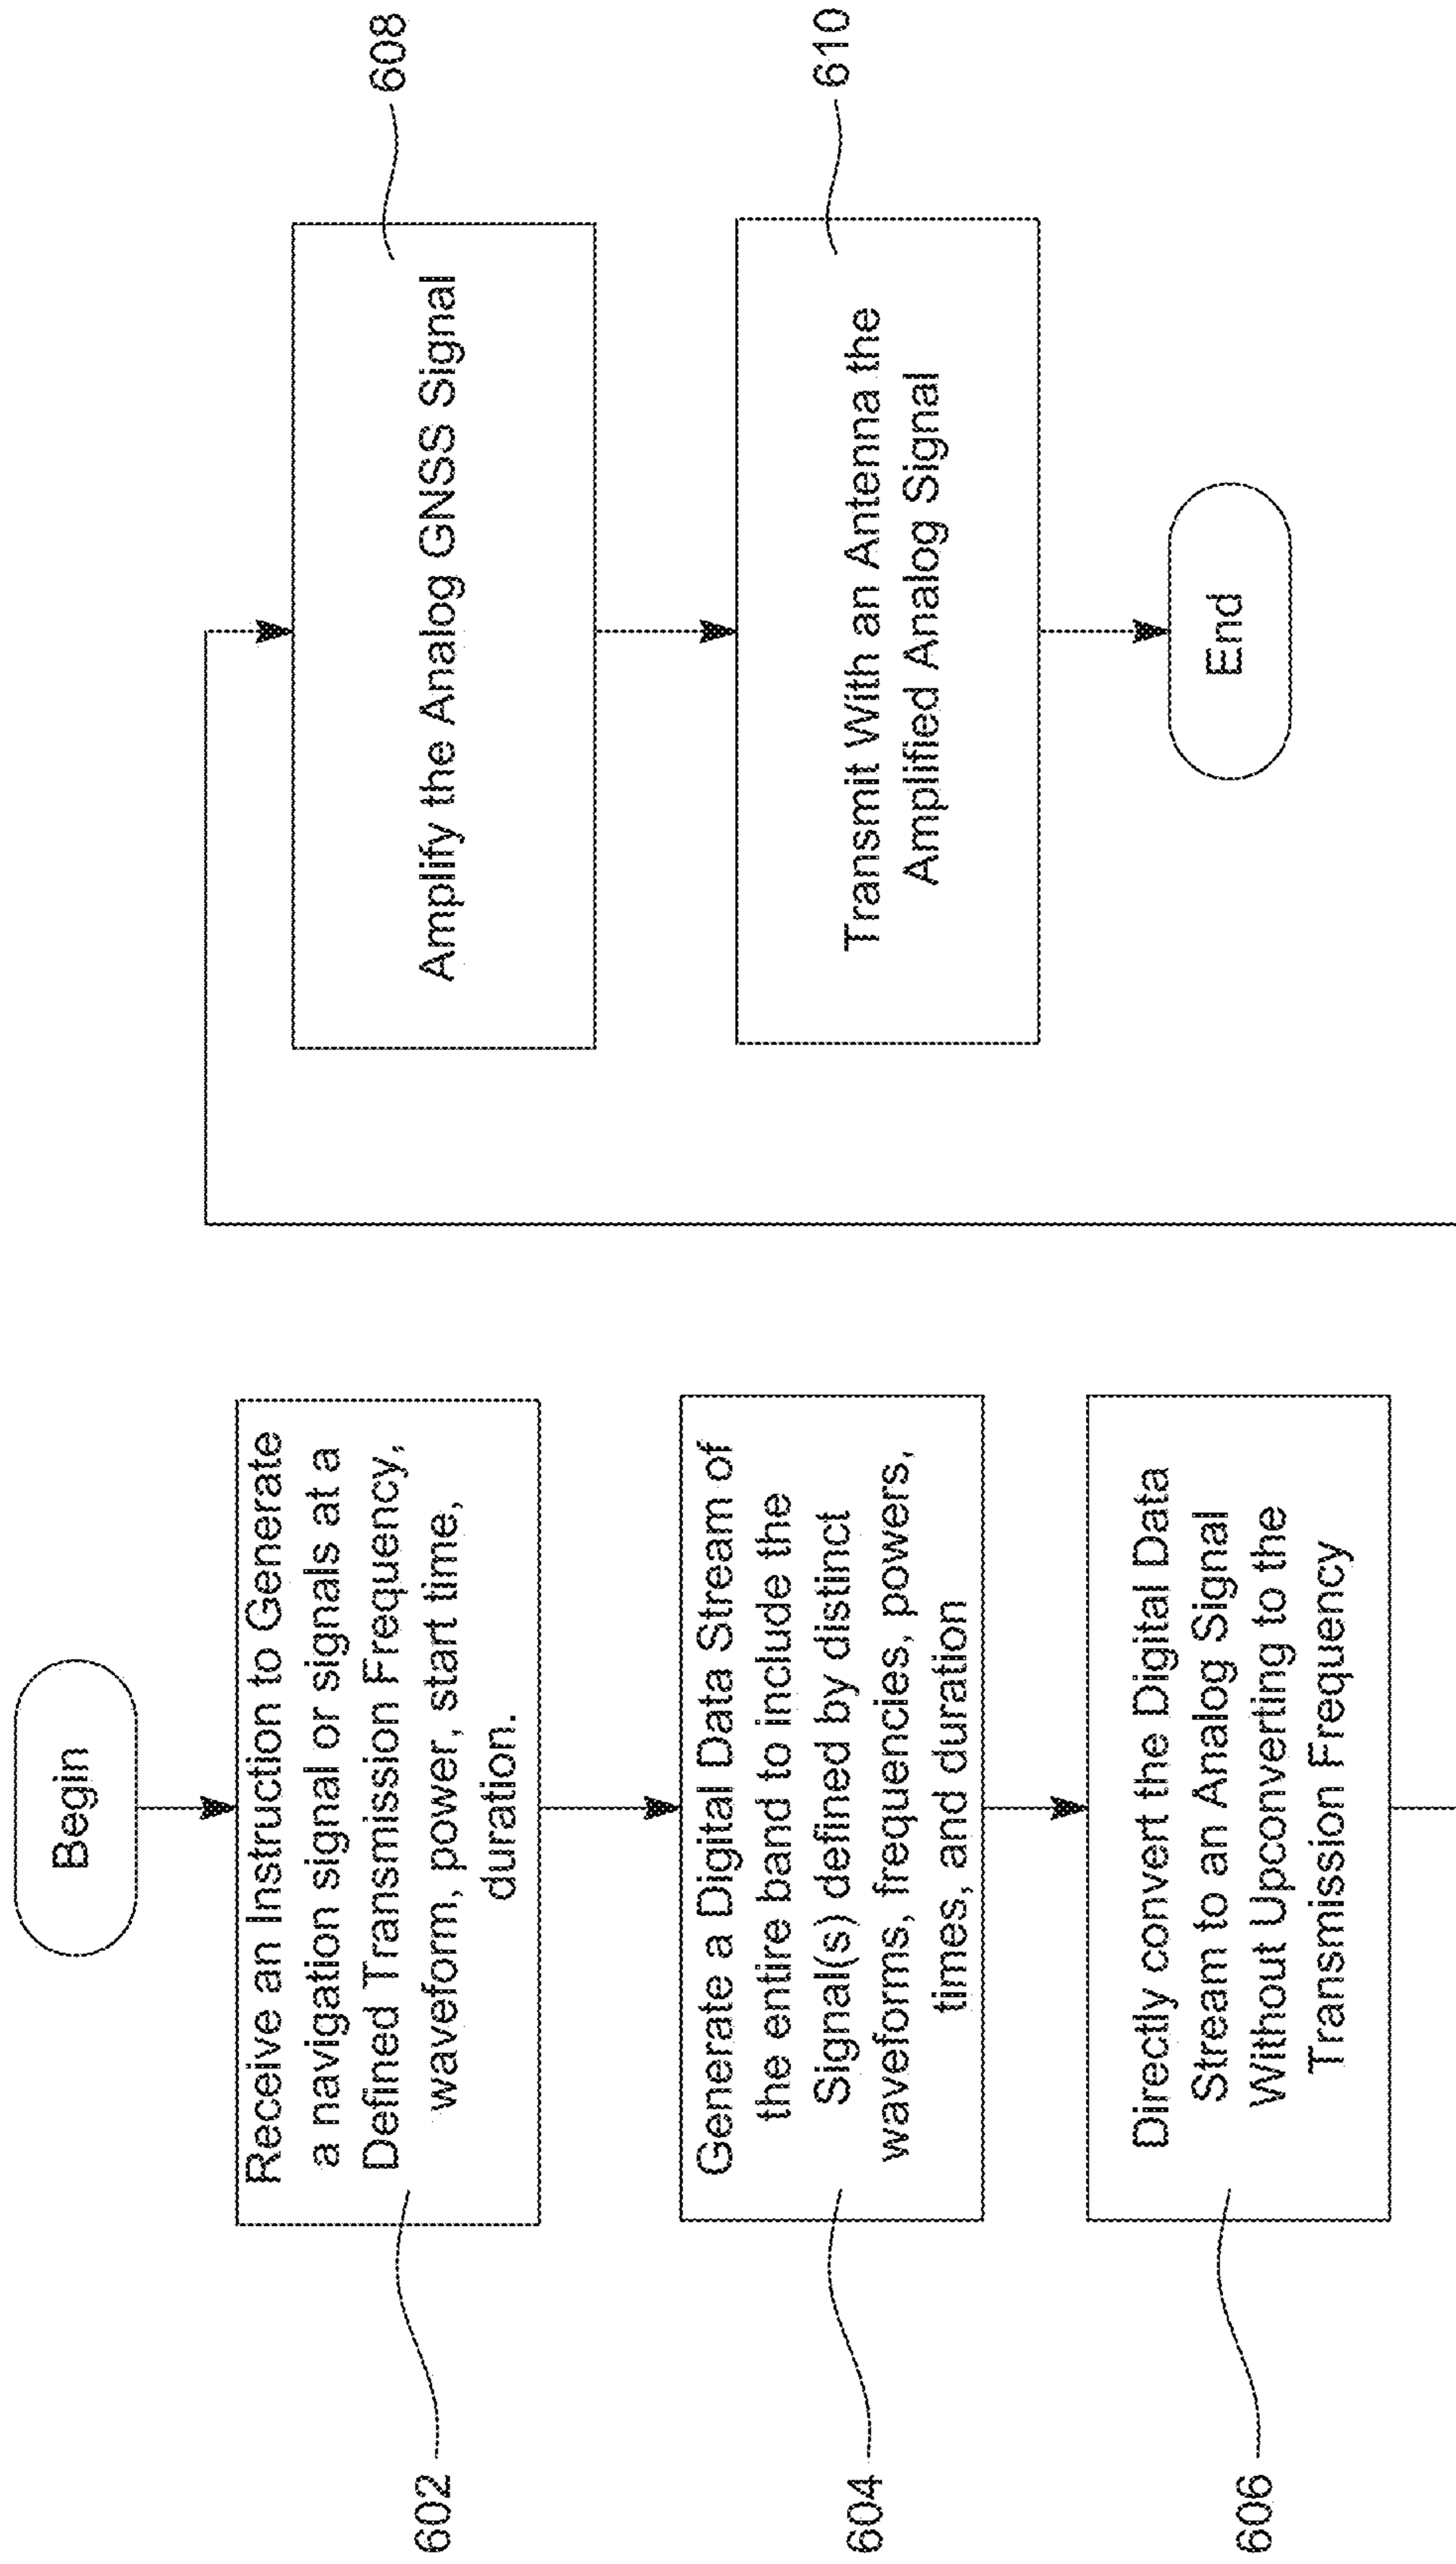 Begin
Receive an Instruction to Generate
a navigation signal or signals at a
Defined Transmission Frequency,
waveform, power, start time,
duration.
602
Generate a Digital Data Stream of
the entire band to include the
Signal(s) defined by distinct
waveforms, frequencies, powers,
times, and duration
604
Directly convert the Digital Data
Stream to an Analog Signal
Without Upconverting to the
Transmission Frequency
606
Amplify the Analog GNSS Signal
608
Transmit With an Antenna the
Amplified Analog Signal
610
End